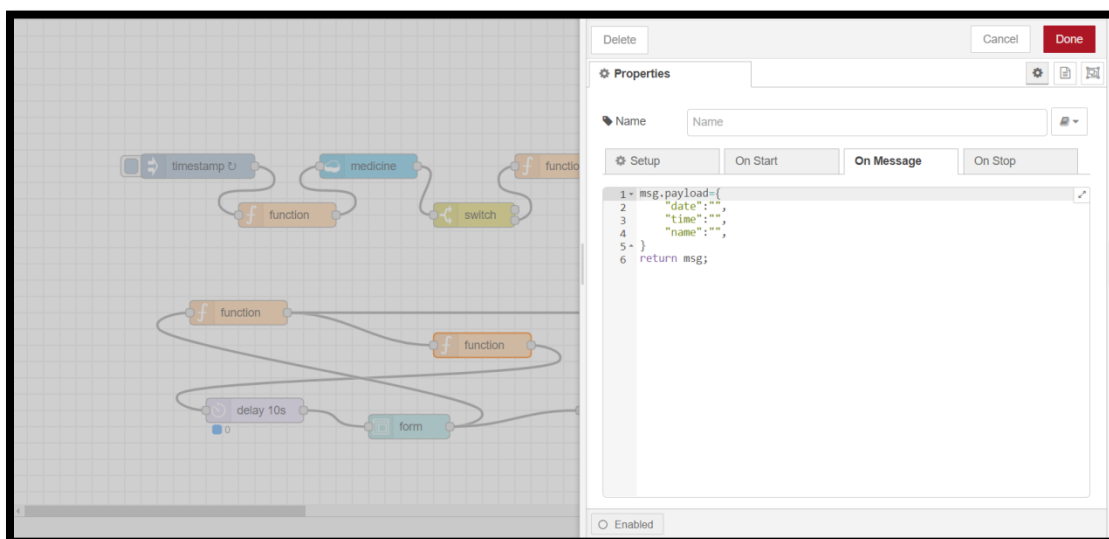 Delete
Cancel
Done
Properties
Name
Name
Setup
On Start
On Message
On Stop
1 msg.payload={
2 "date":"",
3 "time":"",
4 "name":"",
5 }
6 return msg;
Enabled
timestamp ↻
medicine
functio
function
switch
function
function
delay 10s
0
form